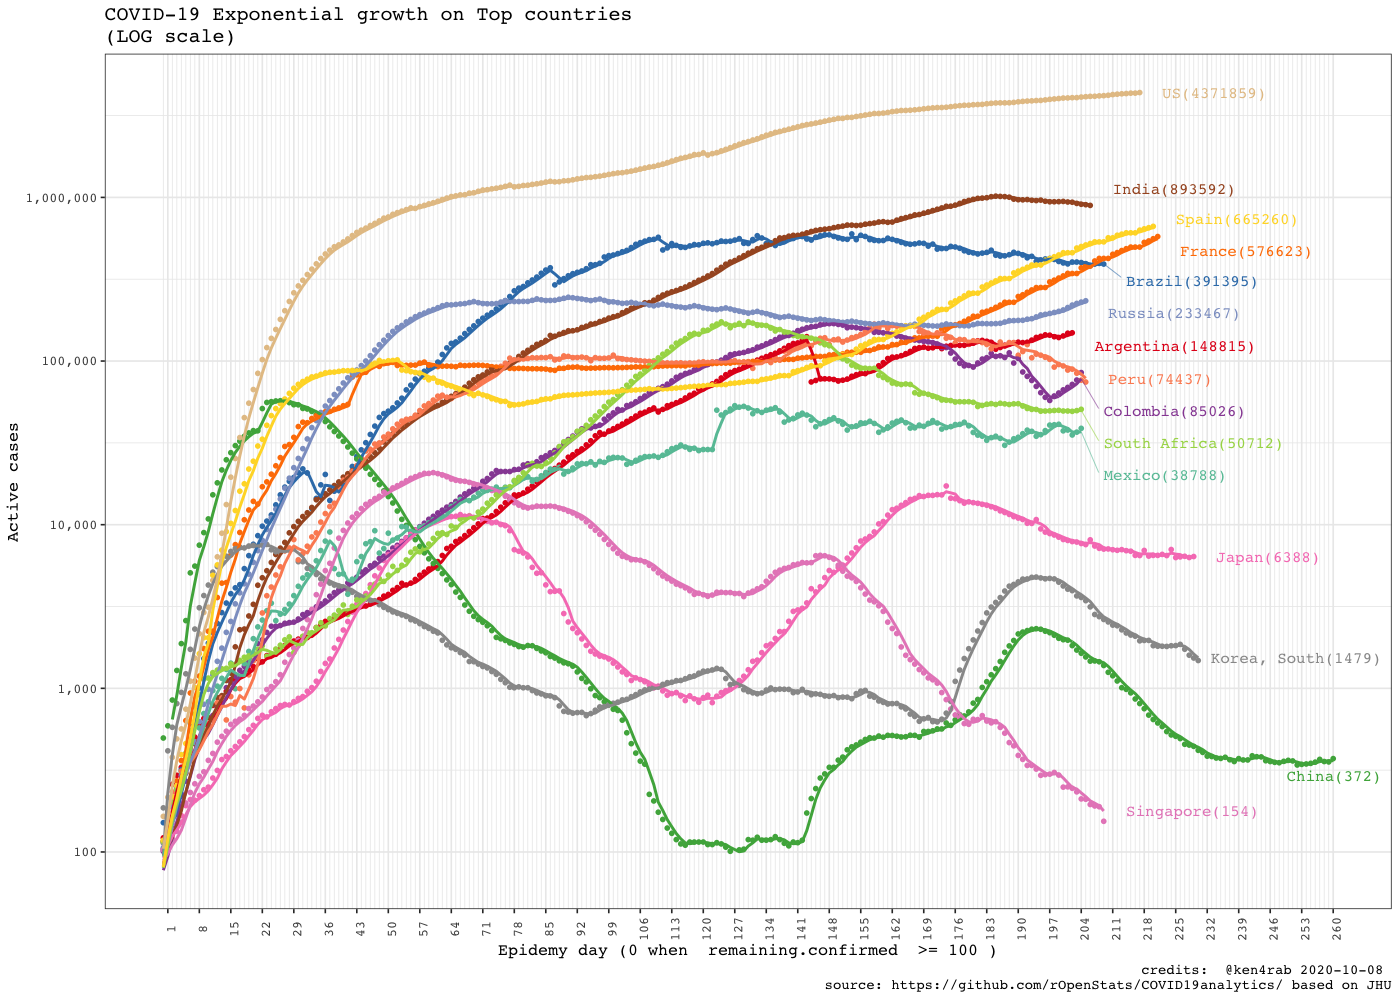 COVID-19 Exponential growth on Top countries
(LOG scale)
US(4371859)
India(893592)
1,000,000
Spain(665260)
France(576623)
Brazil(391395)
Russia(233467)
Argentina(148815)
100,000
Peru(74437)
Colombia(85026)
South Africa(50712)
Mexico(38788)
Active cases
10,000
Japan(6388)
Korea, South(1479)
1,000
China(372)
Singapore(154)
100
1 8 15 22 29 36 43 50 57 64 71 78 85 92 99 106 113 120 127 134 141 148 155 162 169 176 183 190 197 204 211 218 225 232 239 246 253 260
Epidemy day (0 when  remaining.confirmed  >= 100 )
credits:  @ken4rab 2020-10-08
source: https://github.com/rOpenStats/COVID19analytics/ based on JHU